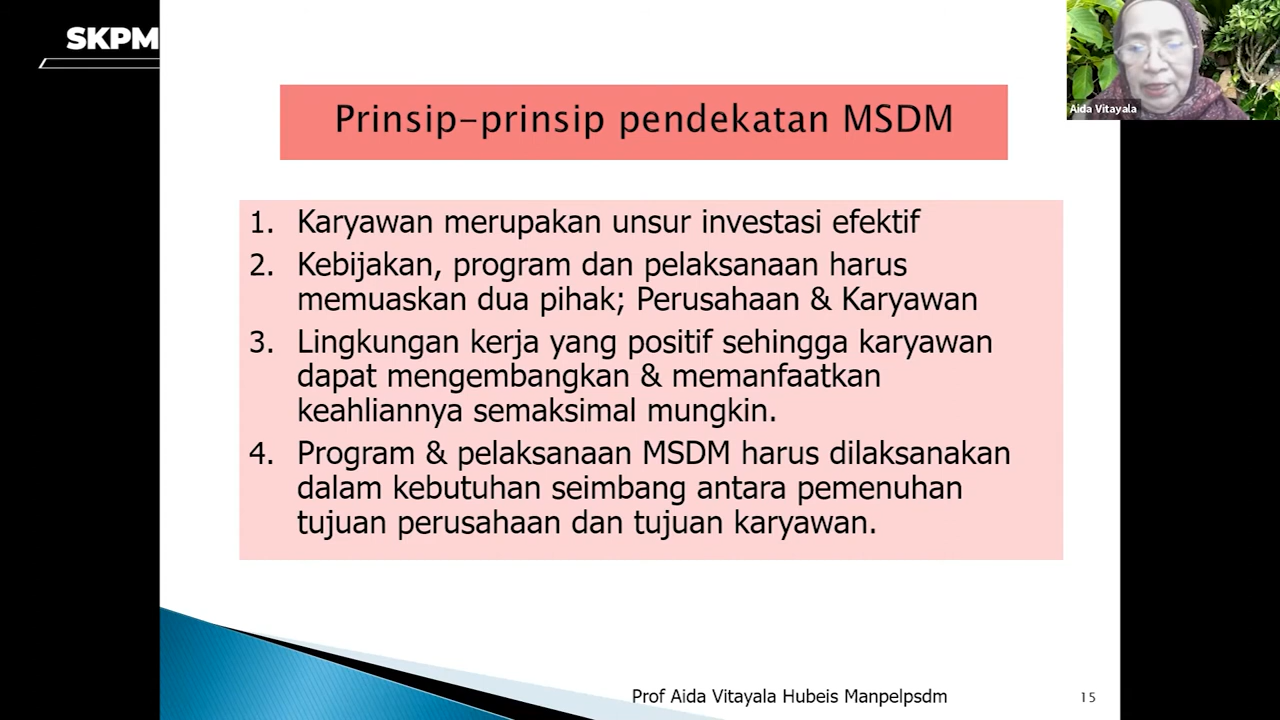 SKPM
Aida Vitayala
Prinsip-prinsip pendekatan MSDM
1. Karyawan merupakan unsur investasi efektif
2. Kebijakan, program dan pelaksanaan harus
memuaskan dua pihak; Perusahaan & Karyawan
3. Lingkungan kerja yang positif sehingga karyawan
dapat mengembangkan & memanfaatkan
keahliannya semaksimal mungkin.
4. Program & pelaksanaan MSDM harus dilaksanakan
dalam kebutuhan seimbang antara pemenuhan
tujuan perusahaan dan tujuan karyawan.
Prof Aida Vitayala Hubeis Manpelpsdm
15